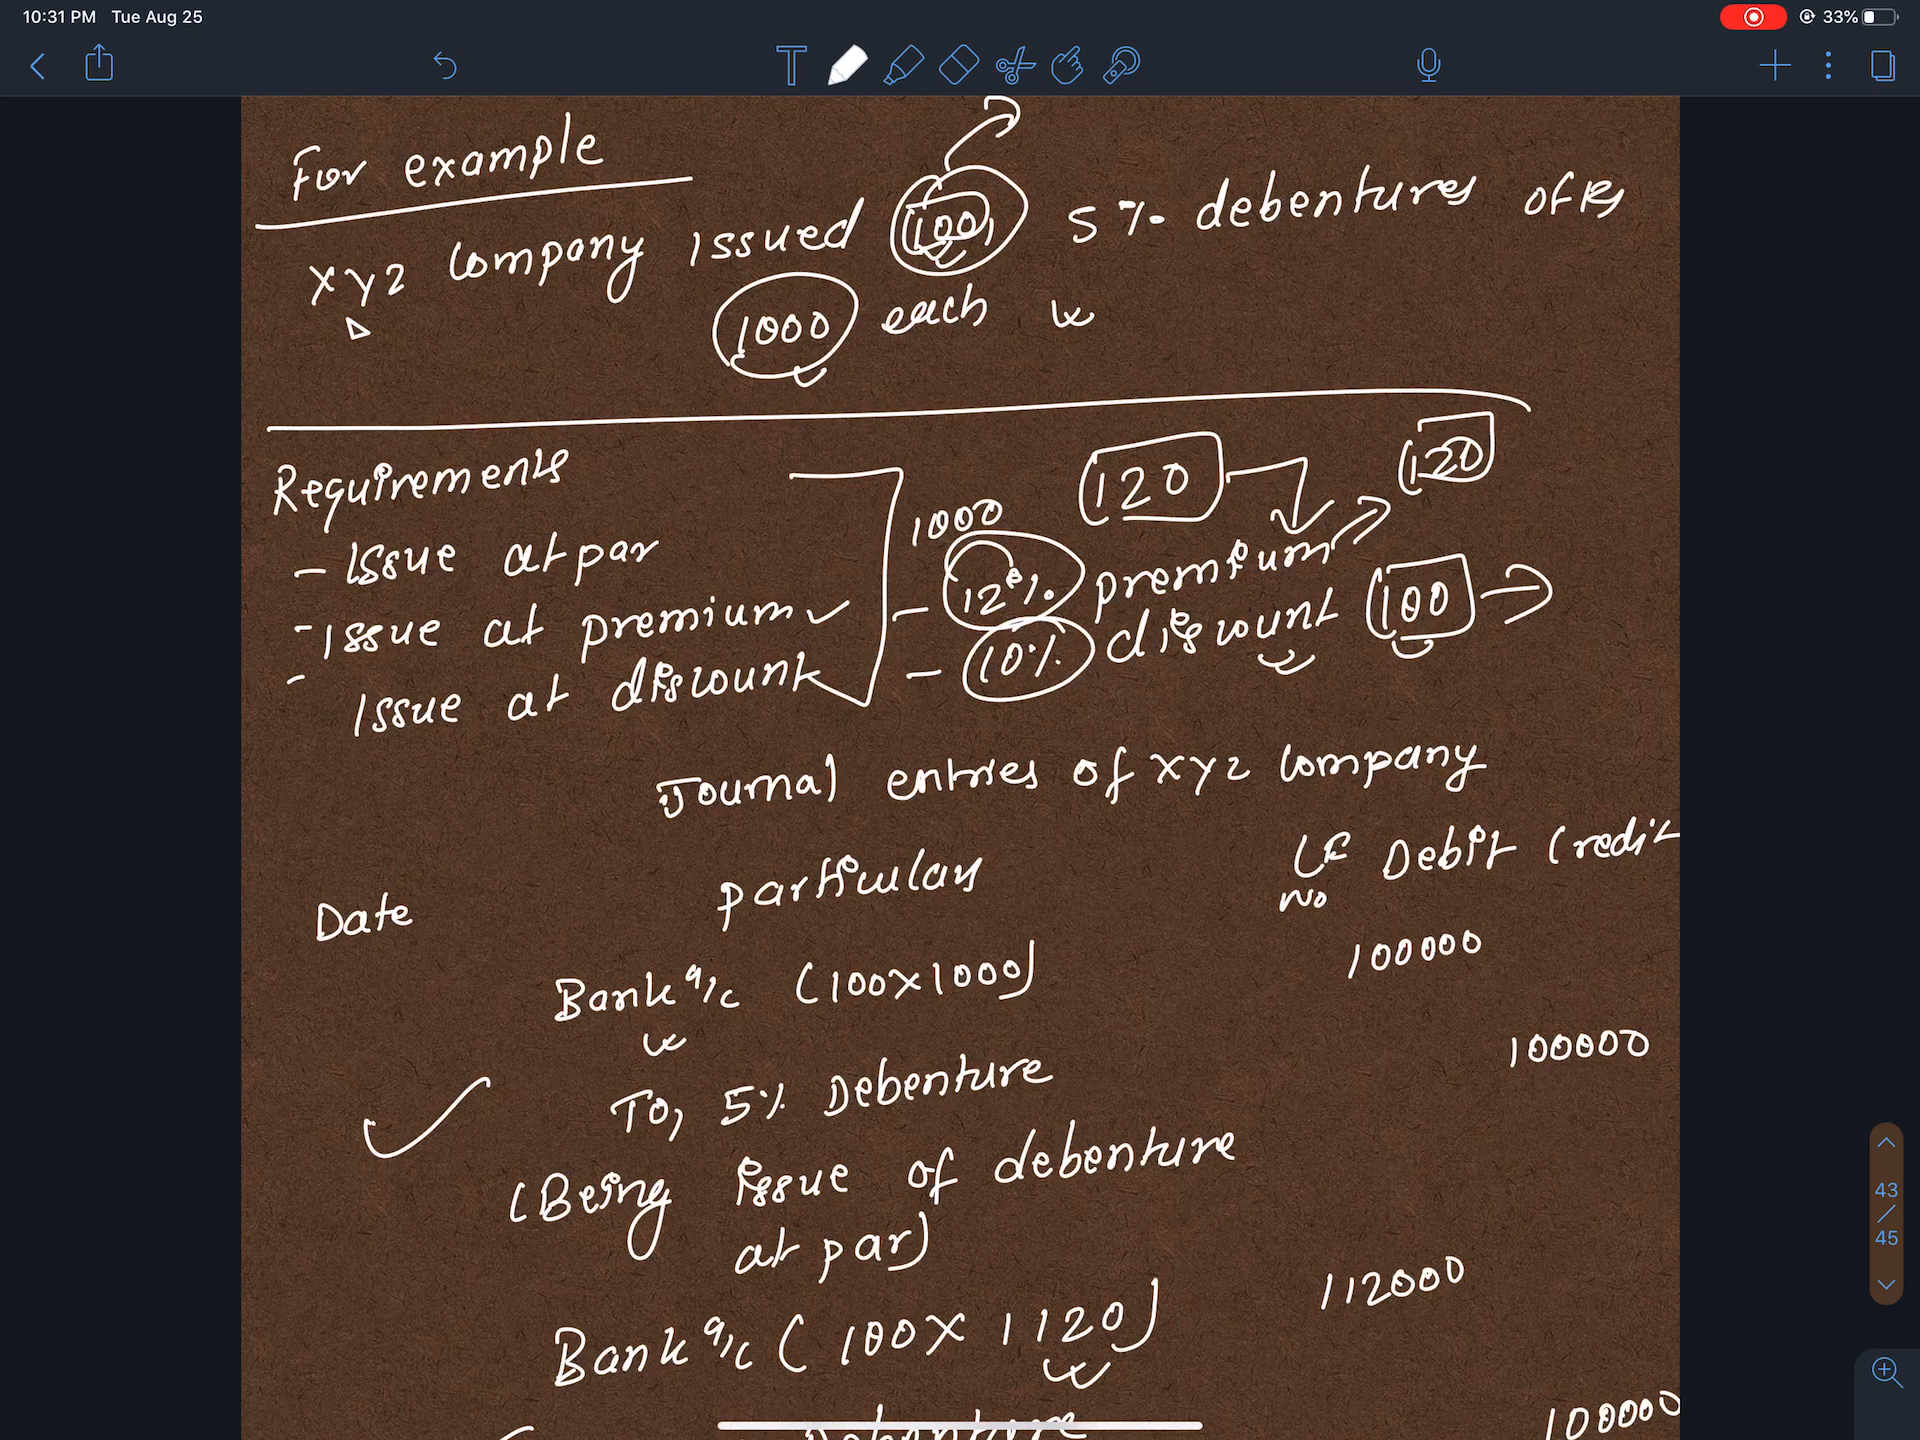 10:31 PM Tue Aug 25
33%
For example
XYZ Company issued 100, 5% debentures of Rs
1000 each
Requirements
- Issue at par
- Issue at premium
- Issue at discount
1000
120
120
- 12% premium
- 10% discount 100
Journal entries of XYZ Company
Date particulars LF No Debit Credit
Bank a/c (100x1000) 100000
To, 5% Debenture 100000
(Being issue of debenture
at par)
Bank a/c (100x1120) 112000
Debenture 100000
43
/
45